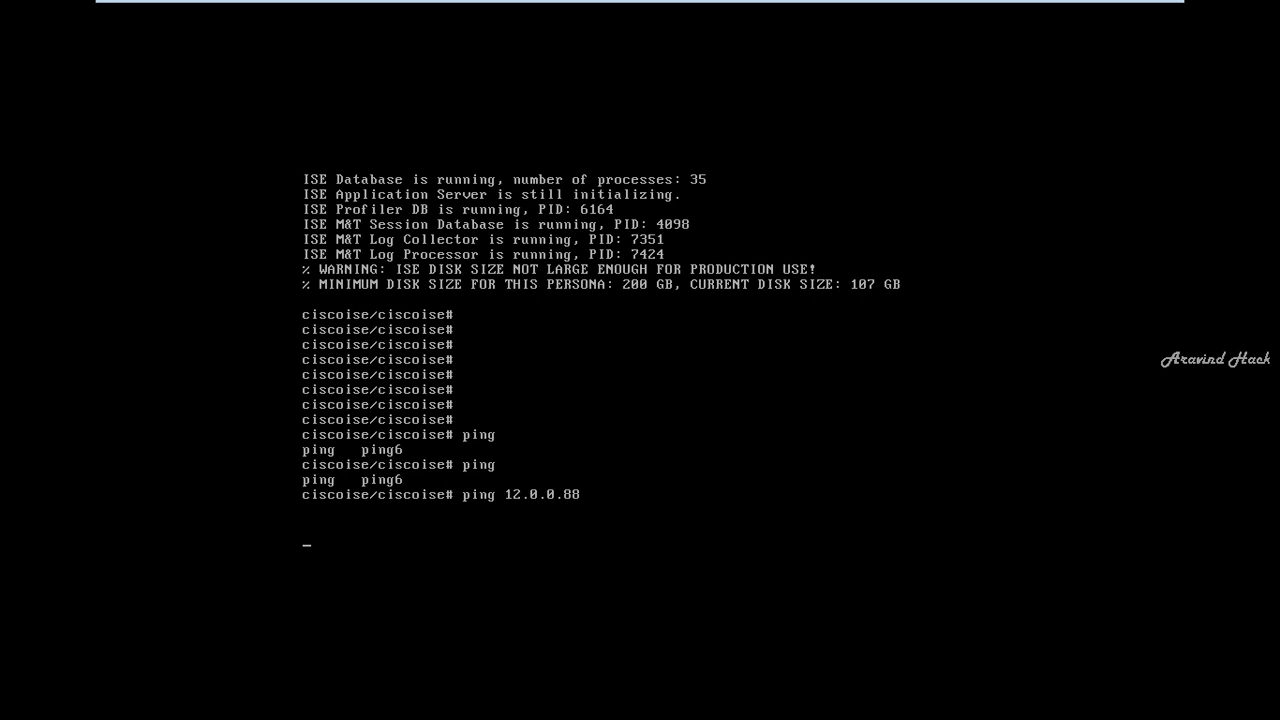 ISE Database is running, number of processes: 35
ISE Application Server is still initializing.
ISE Profiler DB is running, PID: 6164
ISE M&T Session Database is running, PID: 4098
ISE M&T Log Collector is running, PID: 7351
ISE M&T Log Processor is running, PID: 7424
% WARNING: ISE DISK SIZE NOT LARGE ENOUGH FOR PRODUCTION USE!
% MINIMUM DISK SIZE FOR THIS PERSONA: 200 GB, CURRENT DISK SIZE: 107 GB
ciscoise/ciscoise#
ciscoise/ciscoise#
ciscoise/ciscoise#
ciscoise/ciscoise#
ciscoise/ciscoise#
ciscoise/ciscoise#
ciscoise/ciscoise#
ciscoise/ciscoise#
ciscoise/ciscoise# ping
ping   ping6
ciscoise/ciscoise# ping
ping   ping6
ciscoise/ciscoise# ping 12.0.0.88
_
Aravind Hack